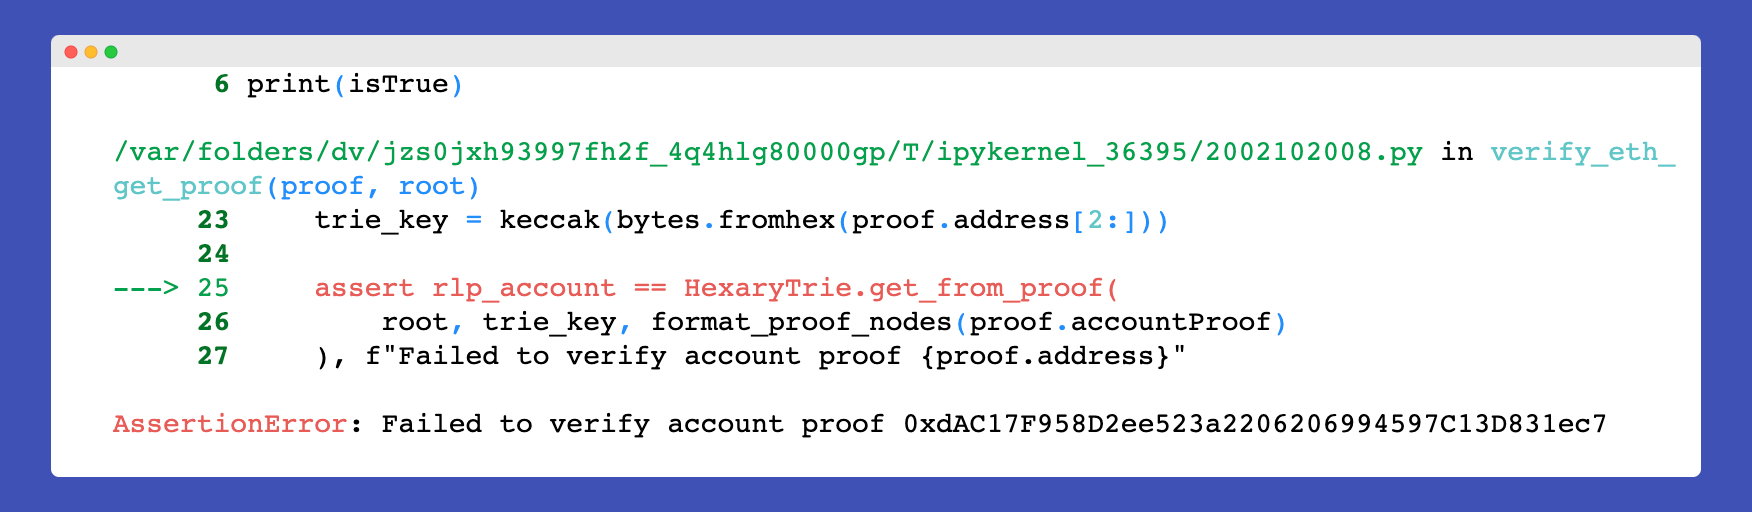 6 print(isTrue)
/var/folders/dv/jzs0jxh93997fh2f_4q4hlg80000gp/T/ipykernel_36395/2002102008.py in verify_eth_
get_proof(proof, root)
23     trie_key = keccak(bytes.fromhex(proof.address[2:]))
24
---> 25     assert rlp_account == HexaryTrie.get_from_proof(
26         root, trie_key, format_proof_nodes(proof.accountProof)
27     ), f"Failed to verify account proof {proof.address}"
AssertionError: Failed to verify account proof 0xdAC17F958D2ee523a2206206994597C13D831ec7